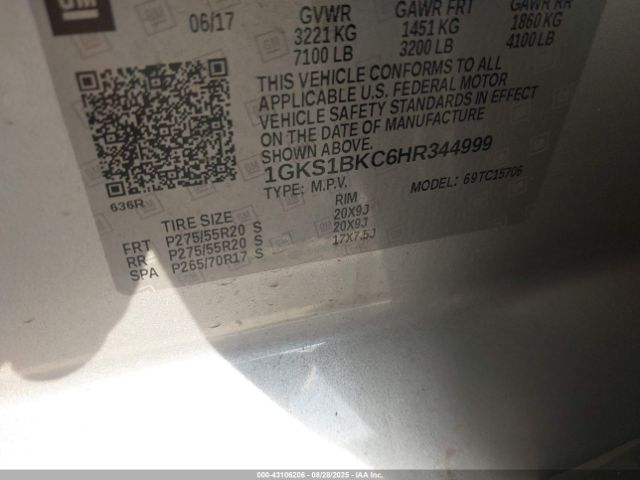 GM
06/17
GVWR GAWR FRT GAWR RR
3221 KG 1451 KG 1860 KG
7100 LB 3200 LB 4100 LB
THIS VEHICLE CONFORMS TO ALL
APPLICABLE U.S. FEDERAL MOTOR
VEHICLE SAFETY STANDARDS IN EFFECT
ON THE DATE OF MANUFACTURE
SHOWN ABOVE.
1GKS1BKC6HR344999
TYPE: M.P.V. MODEL: 69TC15706
636R
TIRE SIZE RIM
FRT P275/55R20 S 20X9J
RR P275/55R20 S 20X9J
SPA P265/70R17 S 17X7.5J
000-43106206 - 08/28/2025 - IAAI.COM